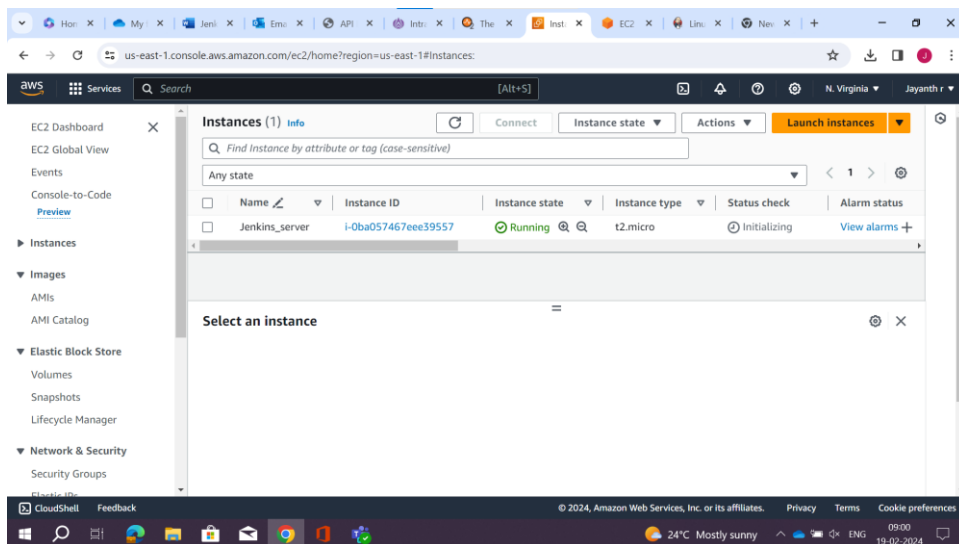 Hor
My I
Jeni
Ema
API
Intr
The
Inst
EC2
Linu
Nev
us-east-1.console.aws.amazon.com/ec2/home?region=us-east-1#Instances:
J
aws Services Search [Alt+S] N. Virginia Jayanth r
EC2 Dashboard
EC2 Global View
Events
Console-to-Code
Preview
Instances
Images
AMIs
AMI Catalog
Elastic Block Store
Volumes
Snapshots
Lifecycle Manager
Network & Security
Security Groups
Elastic IPs
Instances (1) Info Connect Instance state Actions Launch instances
Find Instance by attribute or tag (case-sensitive)
Any state 1
Name Instance ID Instance state Instance type Status check Alarm status
Jenkins_server i-0ba057467eee39557 Running t2.micro Initializing View alarms
Select an instance
CloudShell Feedback © 2024, Amazon Web Services, Inc. or its affiliates. Privacy Terms Cookie preferences
24°C Mostly sunny ENG 09:00
19-02-2024